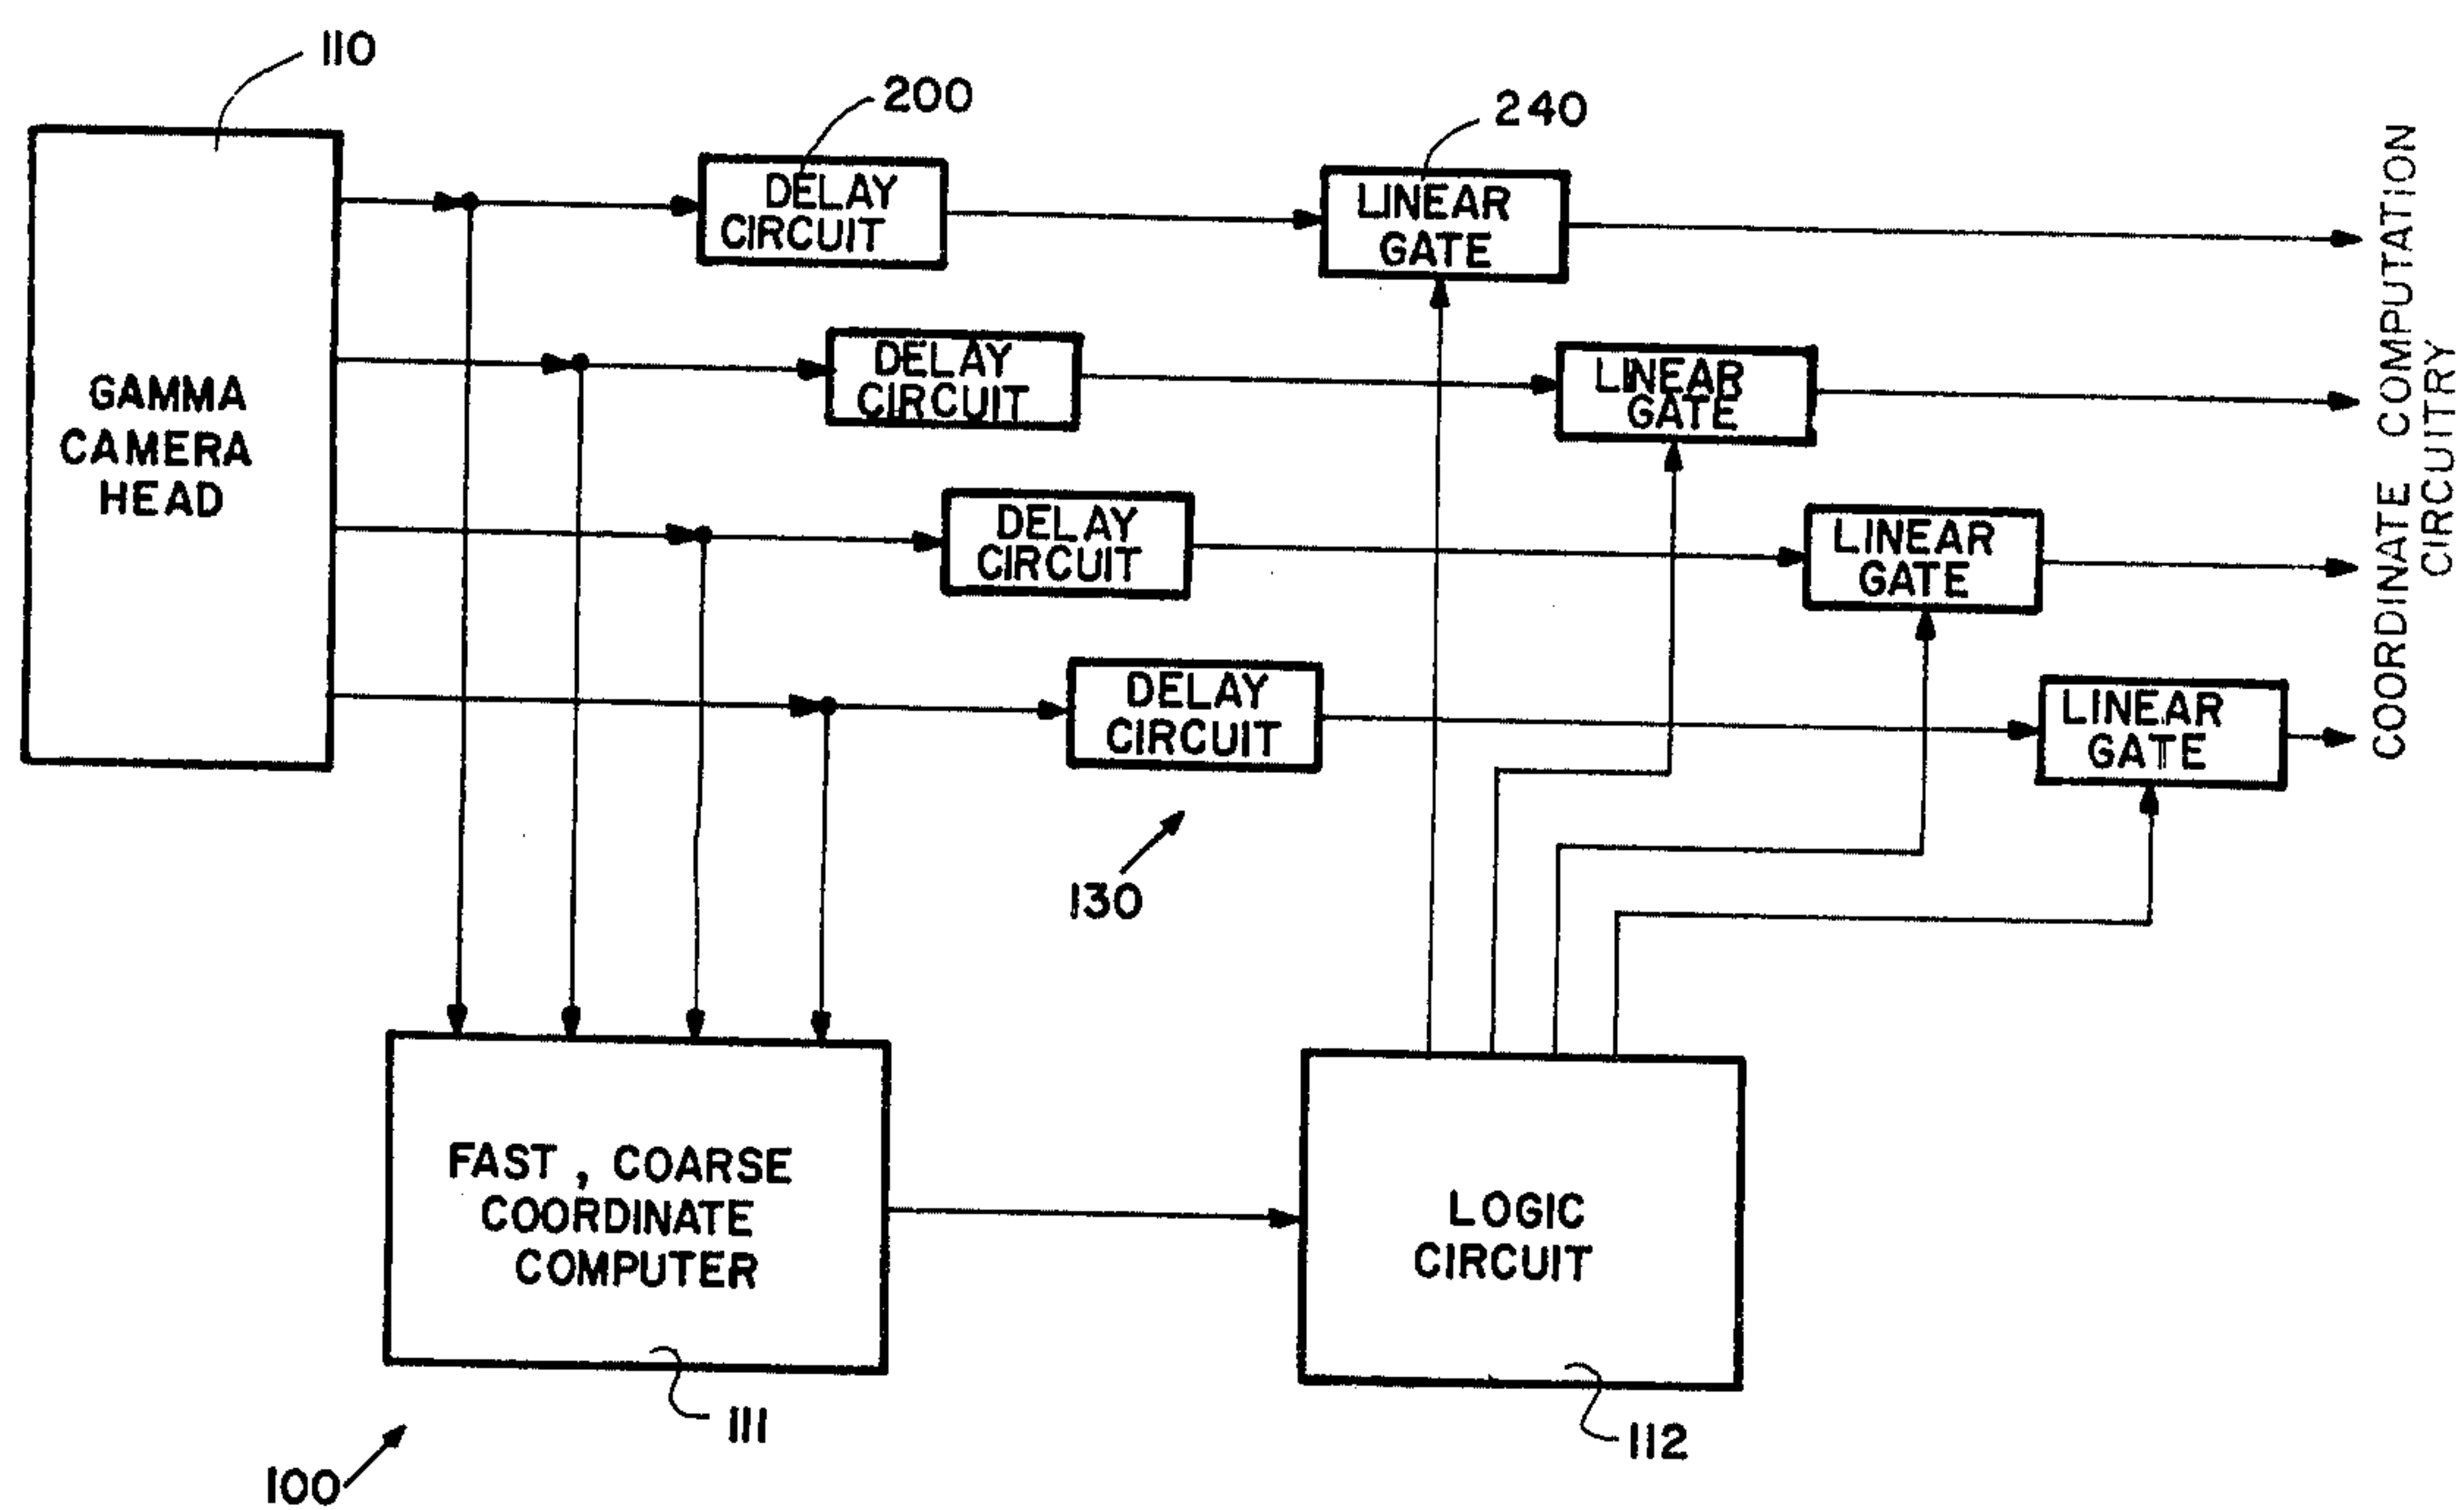 110
200
240
DELAY
CIRCUIT
LINEAR
GATE
DELAY
CIRCUIT
LINEAR
GATE
GAMMA
CAMERA
HEAD
DELAY
CIRCUIT
LINEAR
GATE
DELAY
CIRCUIT
LINEAR
GATE
COORDINATE COMPUTATION
CIRCUITRY
130
FAST , COARSE
COORDINATE
COMPUTER
LOGIC
CIRCUIT
111
112
100